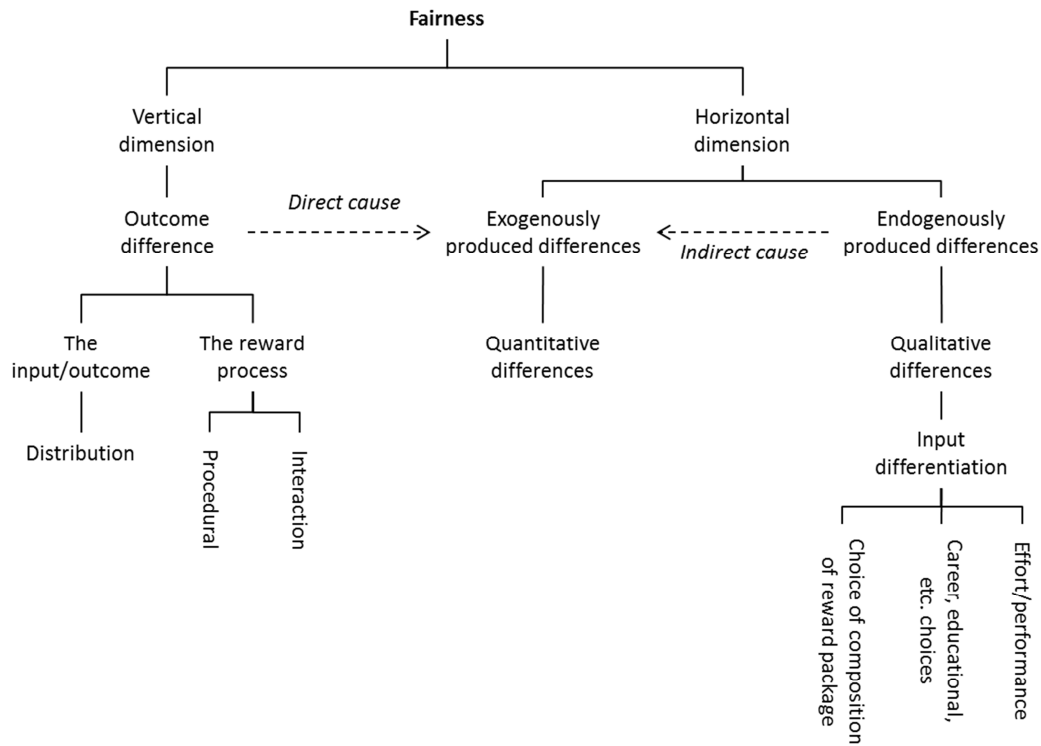 Fairness
Vertical
dimension
Horizontal
dimension
Outcome
difference
Direct cause
Exogenously
produced differences
Indirect cause
Endogenously
produced differences
The
input/outcome
The reward
process
Quantitative
differences
Qualitative
differences
Distribution
Procedural
Interaction
Input
differentiation
Choice of composition
of reward package
Career, educational,
etc. choices
Effort/performance